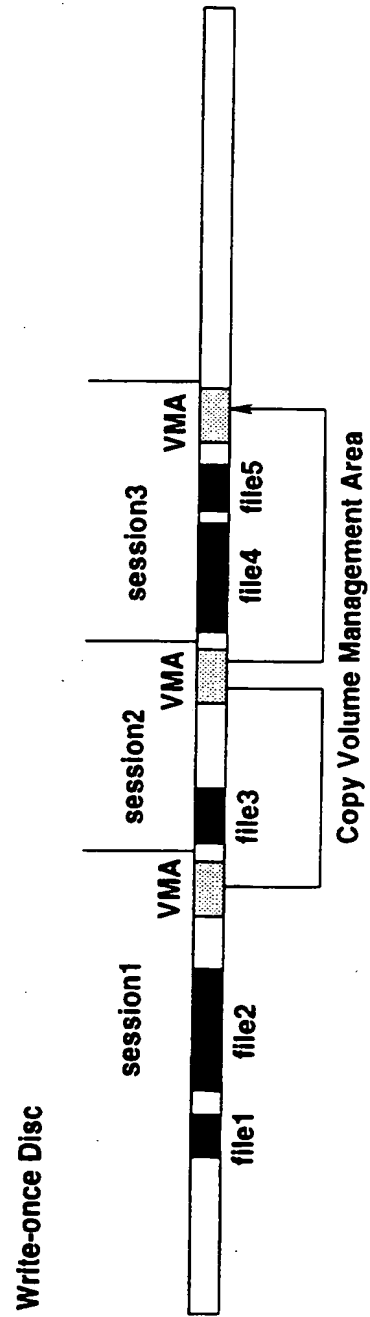 Write-once Disc
session1
session2
session3
VMA
VMA
VMA
file1
file2
file3
file4
file5
Copy Volume Management Area